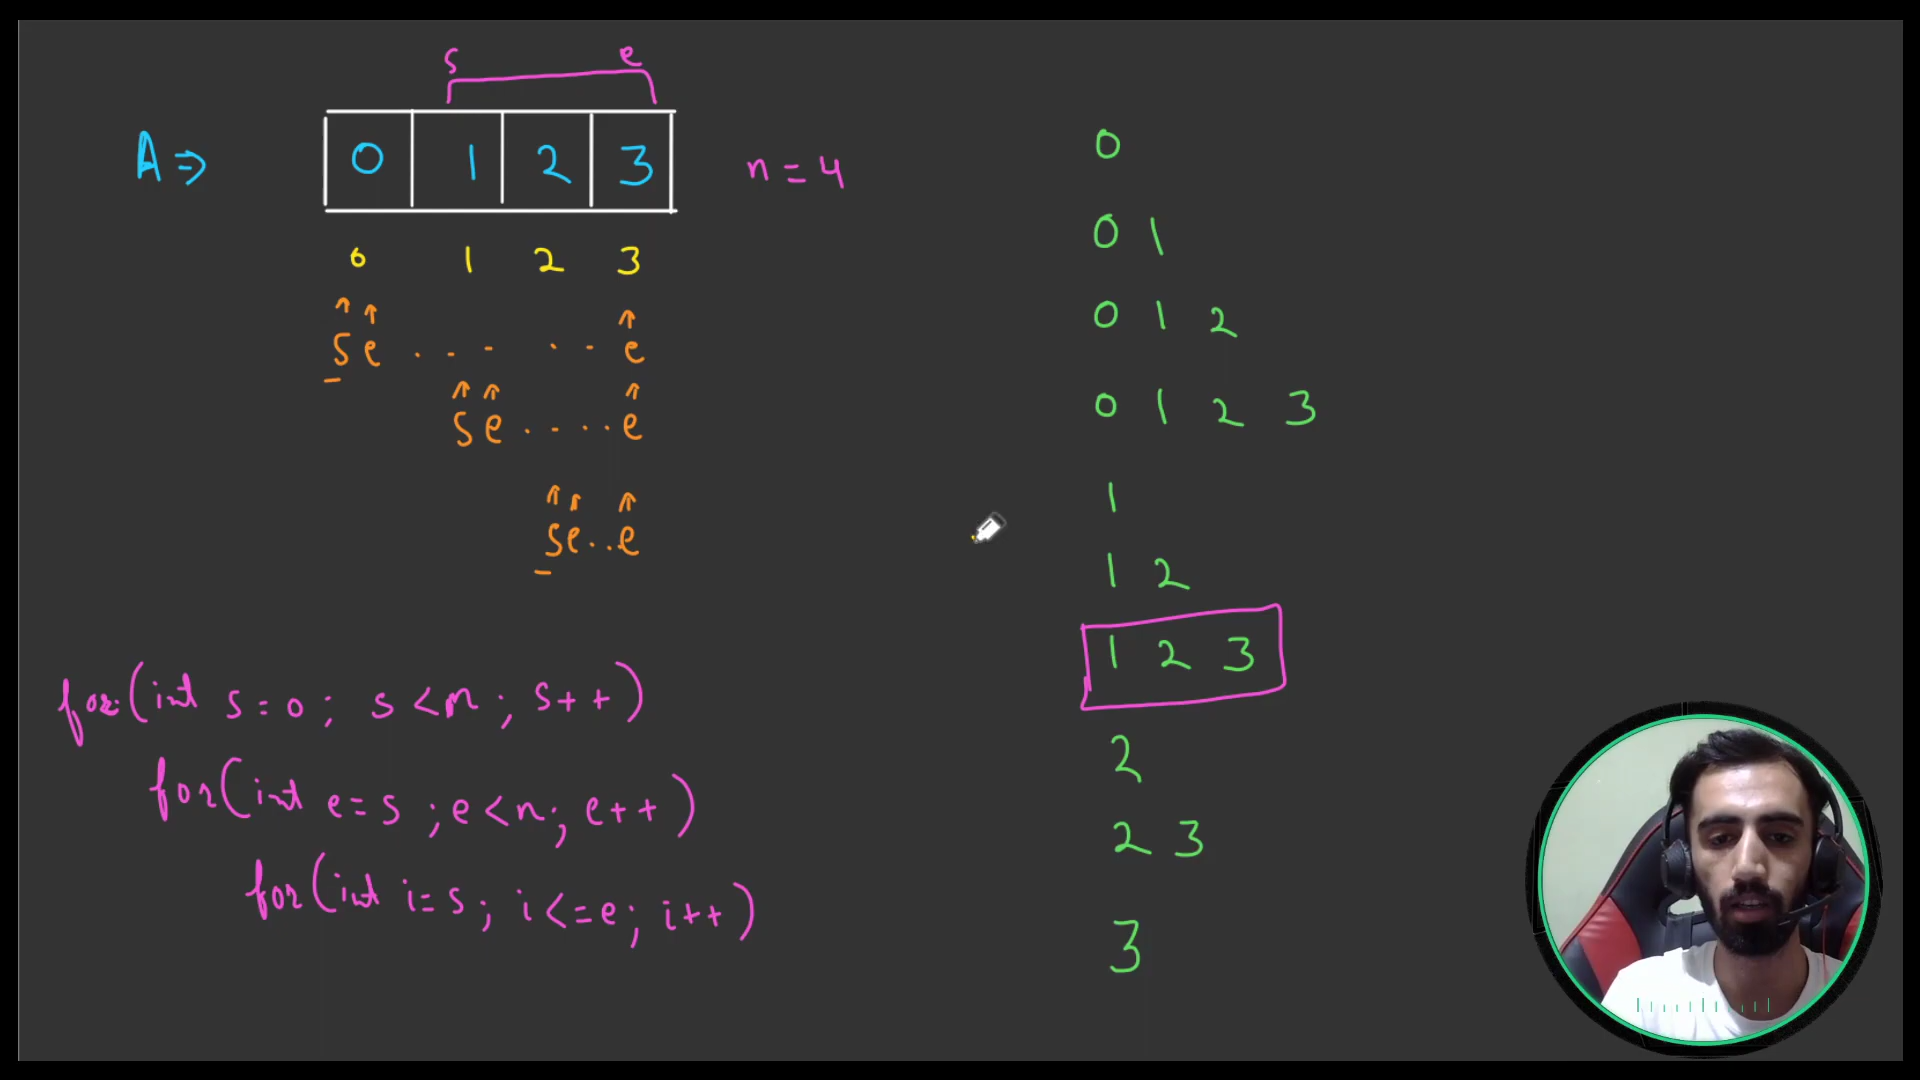 s e
A => 0 1 2 3 n = 4
0 1 2 3
s e . . - . - e
s e . - . . e
s e . . e
for(int s=0; s<n; s++)
for(int e=s; e<n; e++)
for(int i=s; i<=e; i++)
0
0 1
0 1 2
0 1 2 3
1
1 2
1 2 3
2
2 3
3